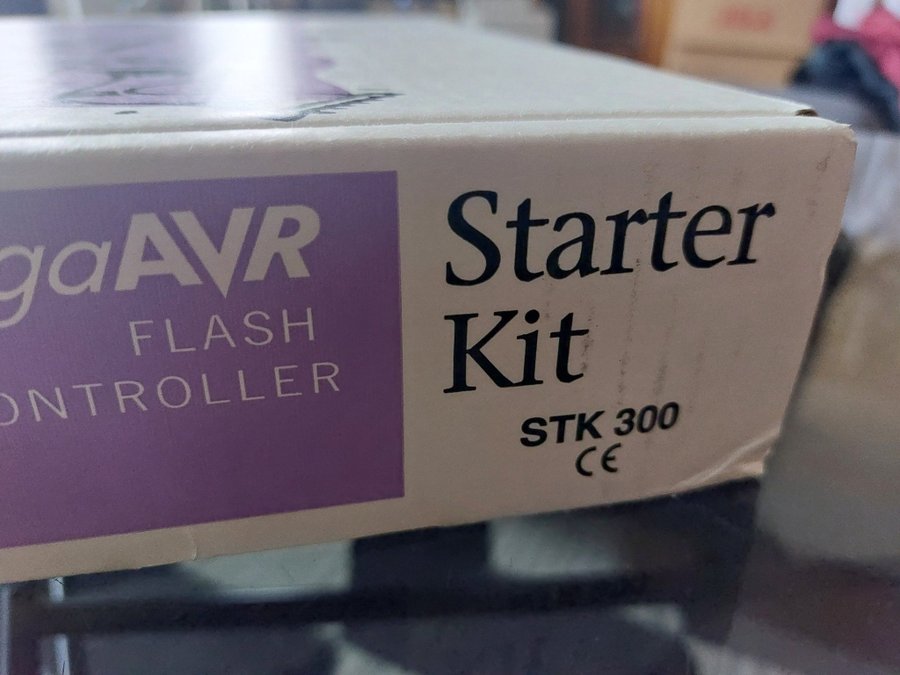 gaAVR
FLASH
ONTROLLER
Starter
Kit
STK 300
CE